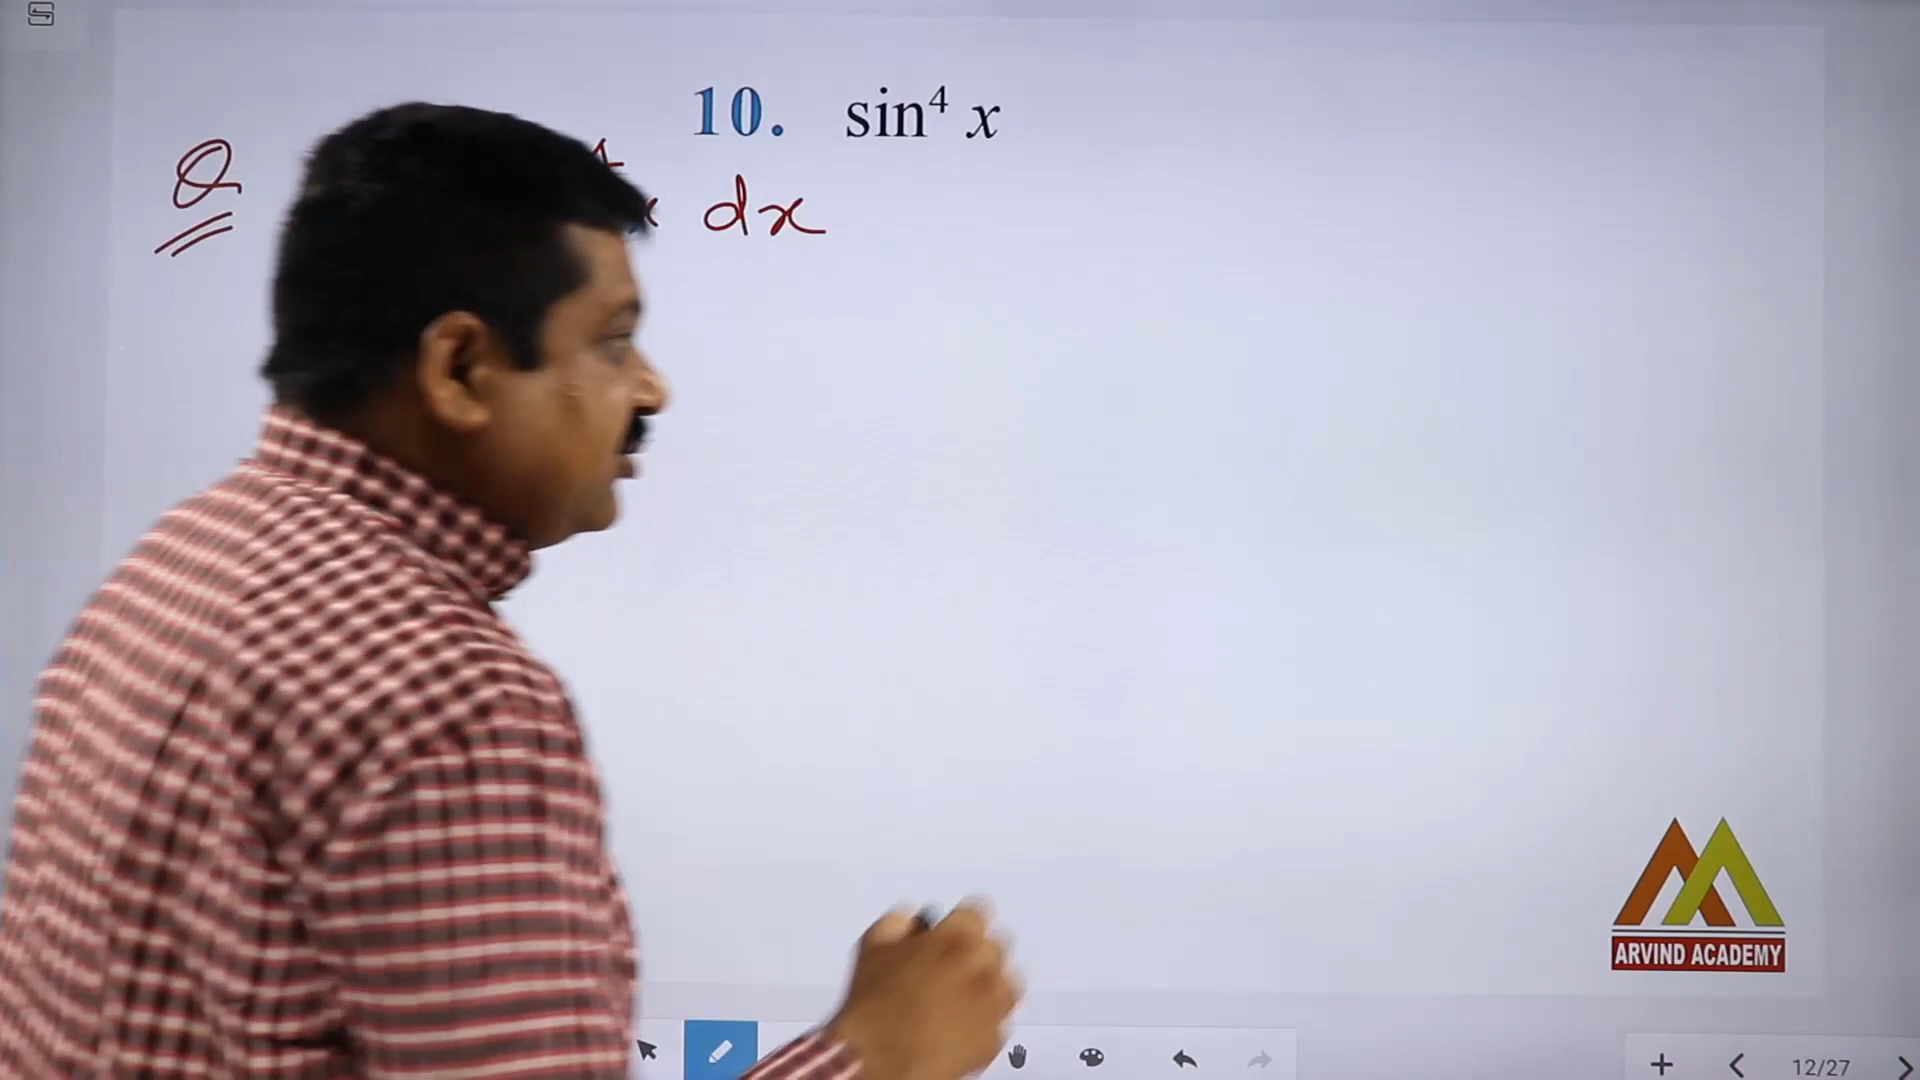 10. sin⁴ x
Q dx
ARVIND ACADEMY
12/27